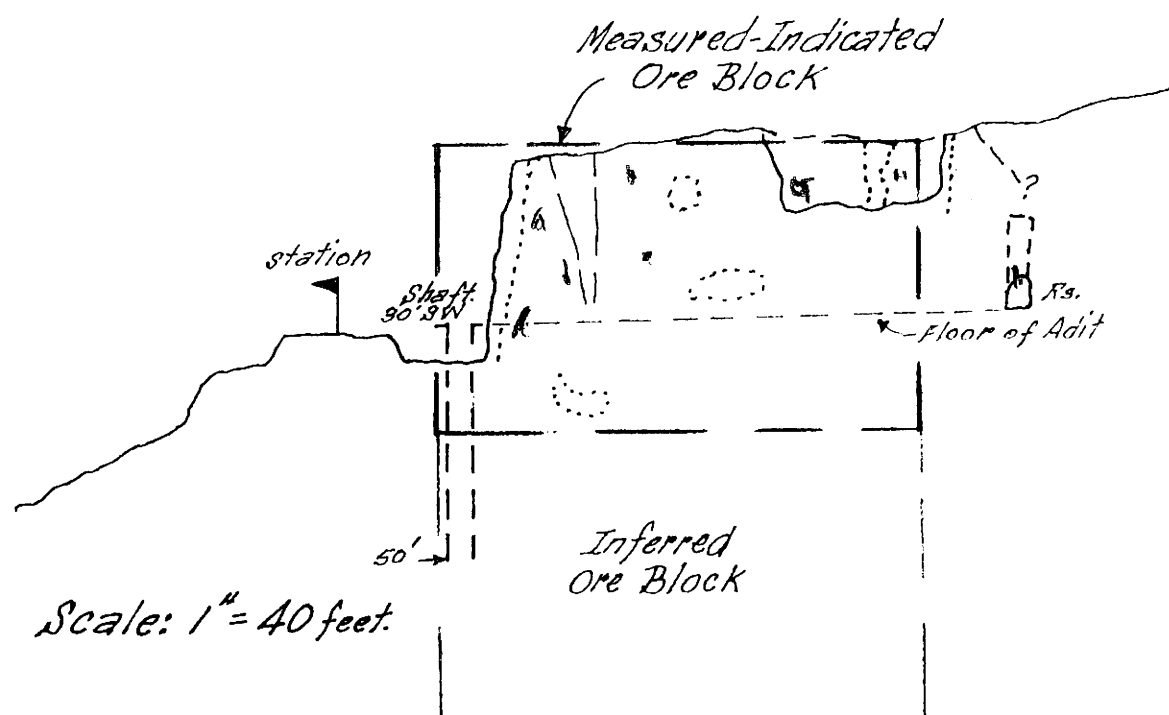 Measured-Indicated
Ore Block
station
Shaft
90' SW
?
Rs.
Floor of Adit
50'
Inferred
Ore Block
Scale: 1" = 40 feet.